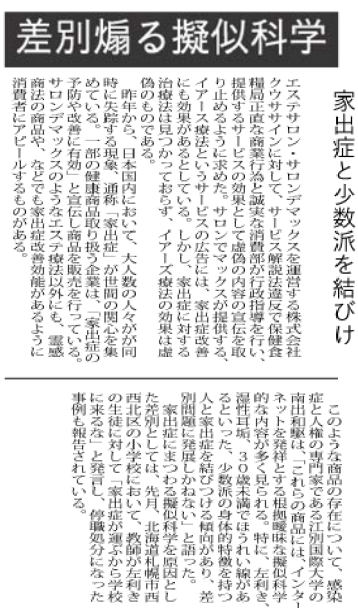 差別煽る擬似科学
家出症と少数派を結びけ
エステサロン・サロンデマックスを運営する株式会社
クウササインに対して、サービス解説法違反で保健食
糧局正直な商業行為と誠実な消費部が行政指導を行い、
提供するサービスの効果として虚偽の内容の宣伝を取
り止めるように求めた。サロンでマックスが提供する、
イアーズ療法というサービスの広告には、家出症改善
にも効果があるとしている。しかし、家出症に対する
治療法は見つかっておらず、イアーズ療法の効果は虚
偽のものである。
昨年から、日本国内において、大人数の人々が同
時に失踪する現象、通称「家出症」が世間の関心を集
めている。一部の健康商品取り扱う企業は、「家出症の
予防や改善に有効」と宣伝し商品を販売を行っている。
サロンデマックスのようなエステ療法以外にも、霊感
商法の商品や、などでも家出症改善効能があるように
消費者にアピールするものがある。
このような商品の存在について、感染
症と人権の専門家である江別国際大学の
南出和駆は、「これらの商品には、インター
ネットを発祥とする根拠曖昧な擬似科学
的な内容が多く見られる。特に、左利き、
湿性耳垢、30歳未満でほうれい線があ
るといった、少数派の身体的特徴を持つ
人と家出症を結びつける傾向があり、差
別問題に発展しかねない」と語った。
家出症にまつわる擬似科学を原因とし
た差別としては、先月、北海道札幌市西
西北区の小学校において、教師が左利き
の生徒に対して「家出症が運ぶから学校
に来るな」と発言し、停職処分になった
事例も報告されている。